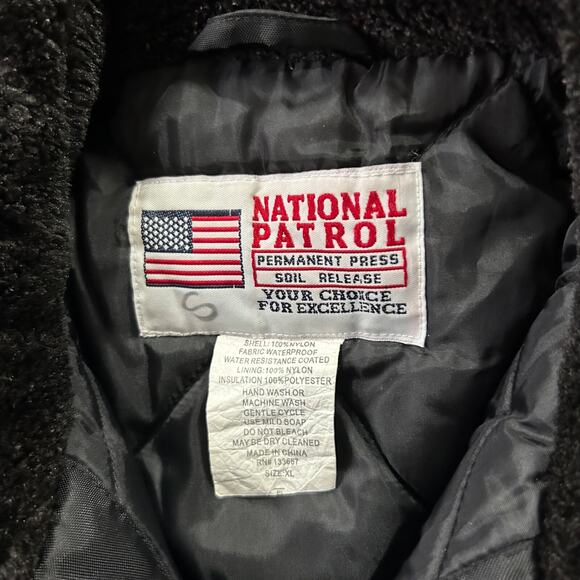 NATIONAL
PATROL
PERMANENT PRESS
SOIL RELEASE
YOUR CHOICE
FOR EXCELLENCE
S
SHELL: 100% NYLON
FABRIC WATERPROOF
WATER RESISTANCE COATED
LINING: 100% NYLON
INSULATION 100% POLYESTER
HAND WASH OR
MACHINE WASH
GENTLE CYCLE
USE MILD SOAP
DO NOT BLEACH
MAY BE DRY CLEANED
MADE IN CHINA
RN# 133667
SIZE: XL